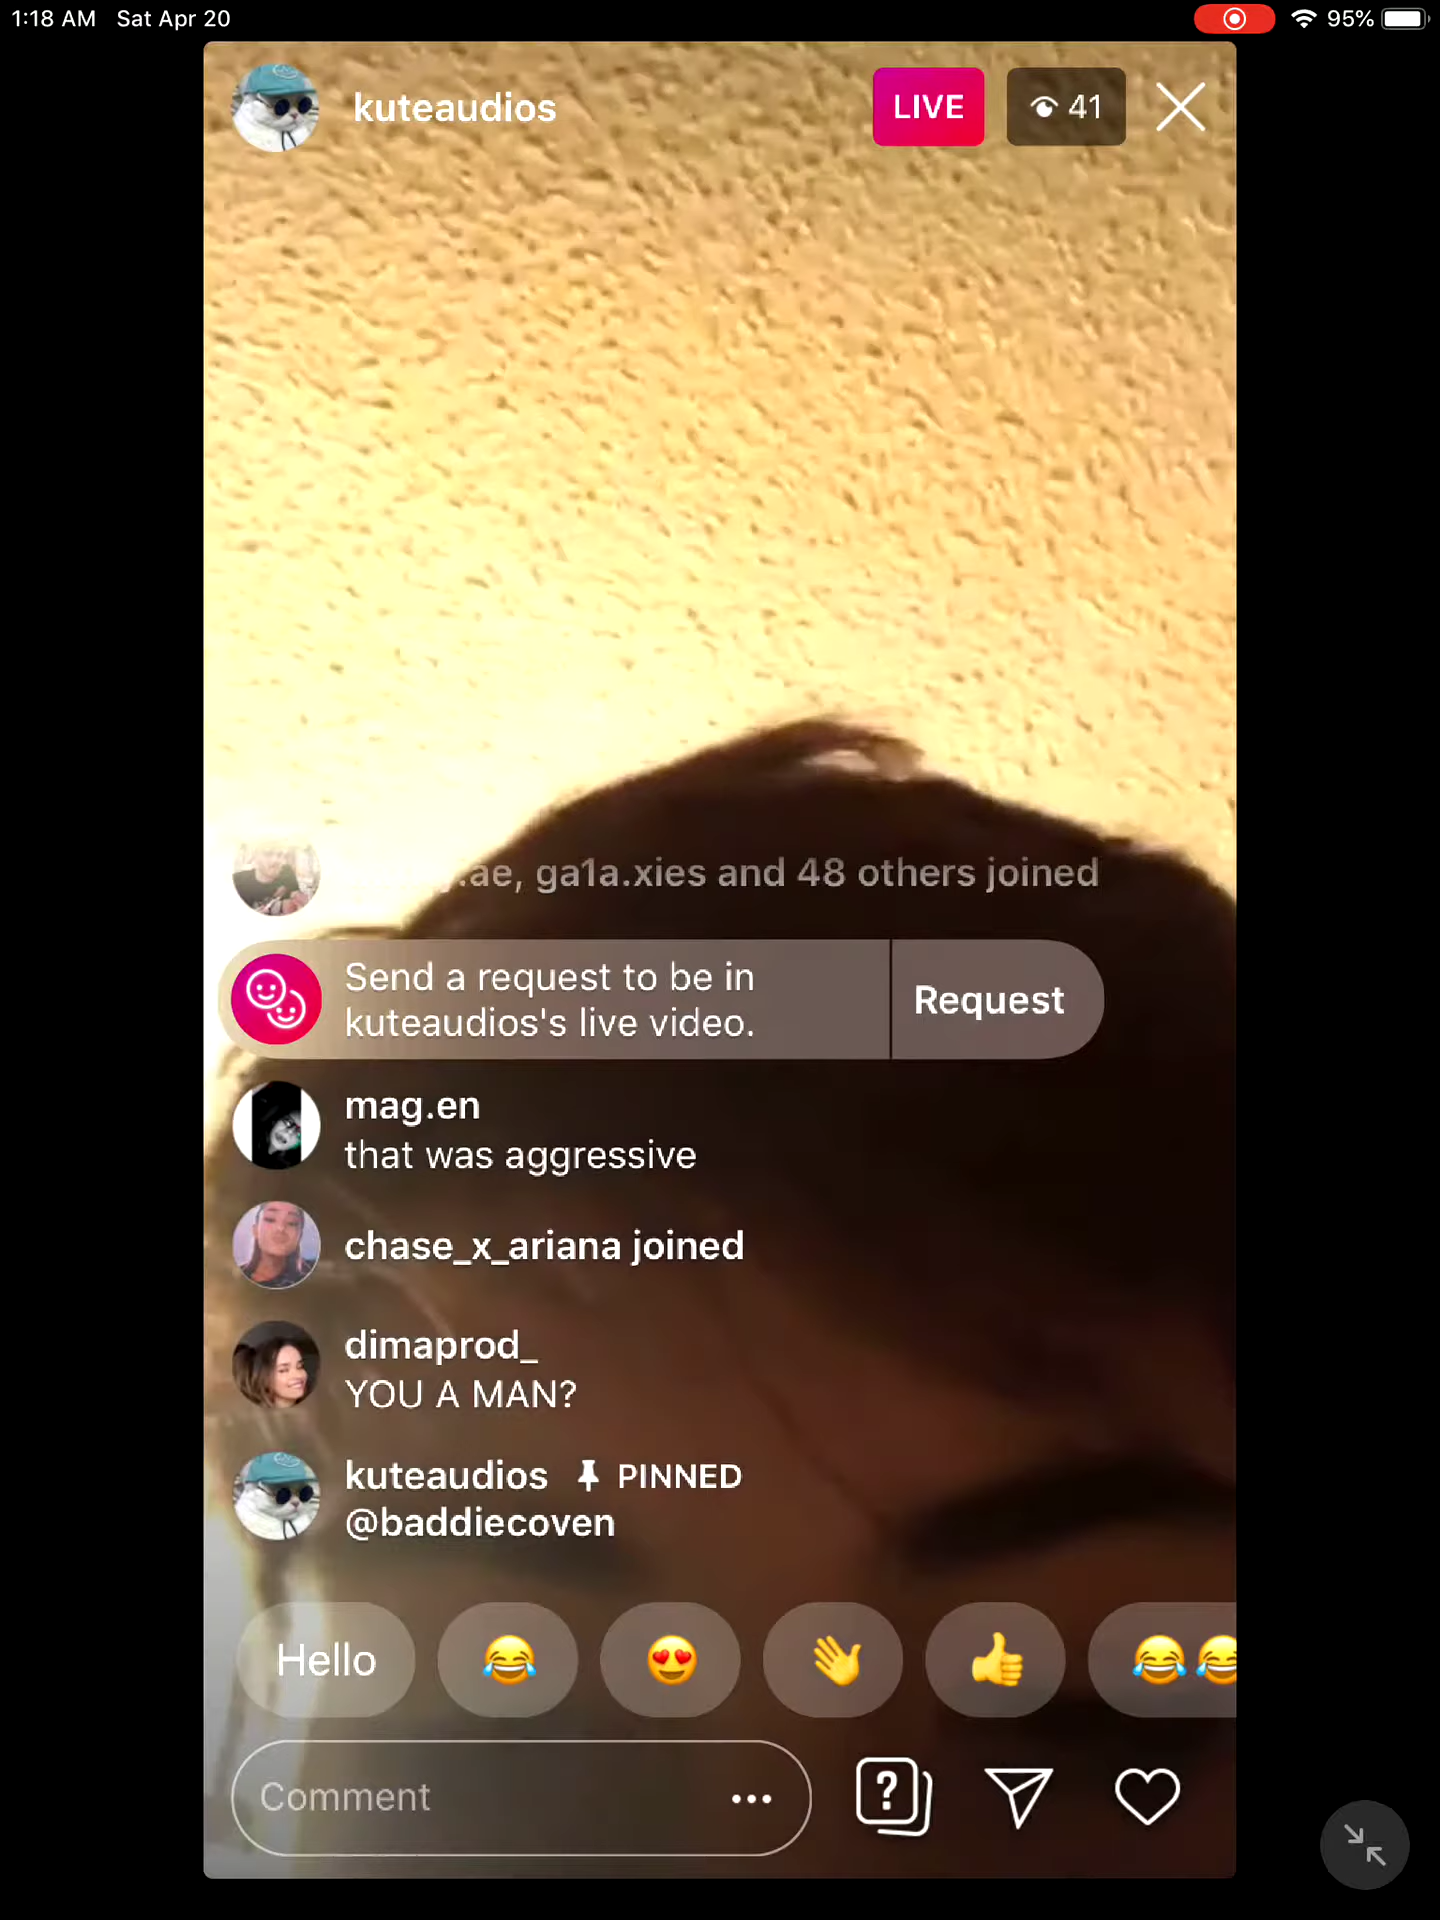 1:18 AM Sat Apr 20
95%
kuteaudios
LIVE
41
.ae, ga1a.xies and 48 others joined
Send a request to be in
kuteaudios's live video.
Request
mag.en
that was aggressive
chase_x_ariana joined
dimaprod_
YOU A MAN?
kuteaudios PINNED
@baddiecoven
Hello
Comment